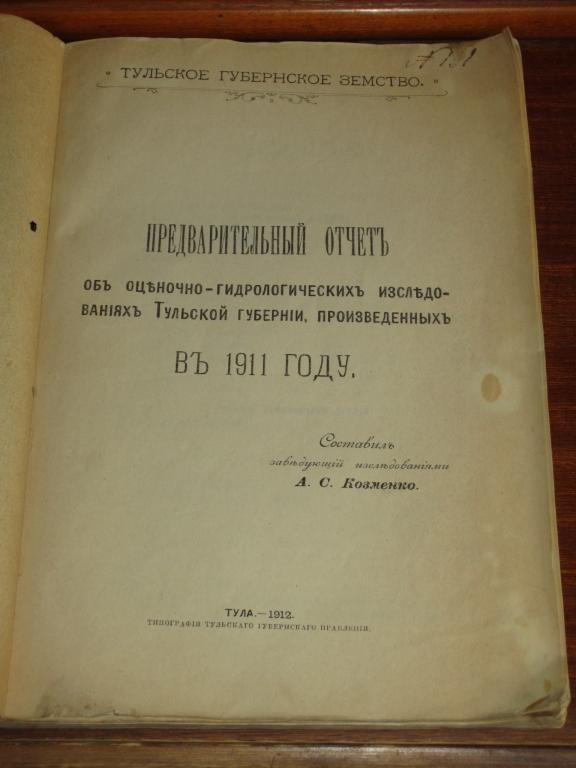 ТУЛЬСКОЕ ГУБЕРНСКОЕ ЗЕМСТВО.
ПРЕДВАРИТЕЛЬНЫЙ ОТЧЕТЪ
ОБЪ ОЦѢНОЧНО-ГИДРОЛОГИЧЕСКИХЪ ИЗСЛѢДО-
ВАНІЯХЪ ТУЛЬСКОЙ ГУБЕРНІИ, ПРОИЗВЕДЕННЫХЪ
ВЪ 1911 ГОДУ.
Составилъ
завѣдующій изслѣдованіями
А. С. Козменко.
ТУЛА.—1912.
ТИПОГРАФІЯ ТУЛЬСКАГО ГУБЕРНСКАГО ПРАВЛЕНІЯ.